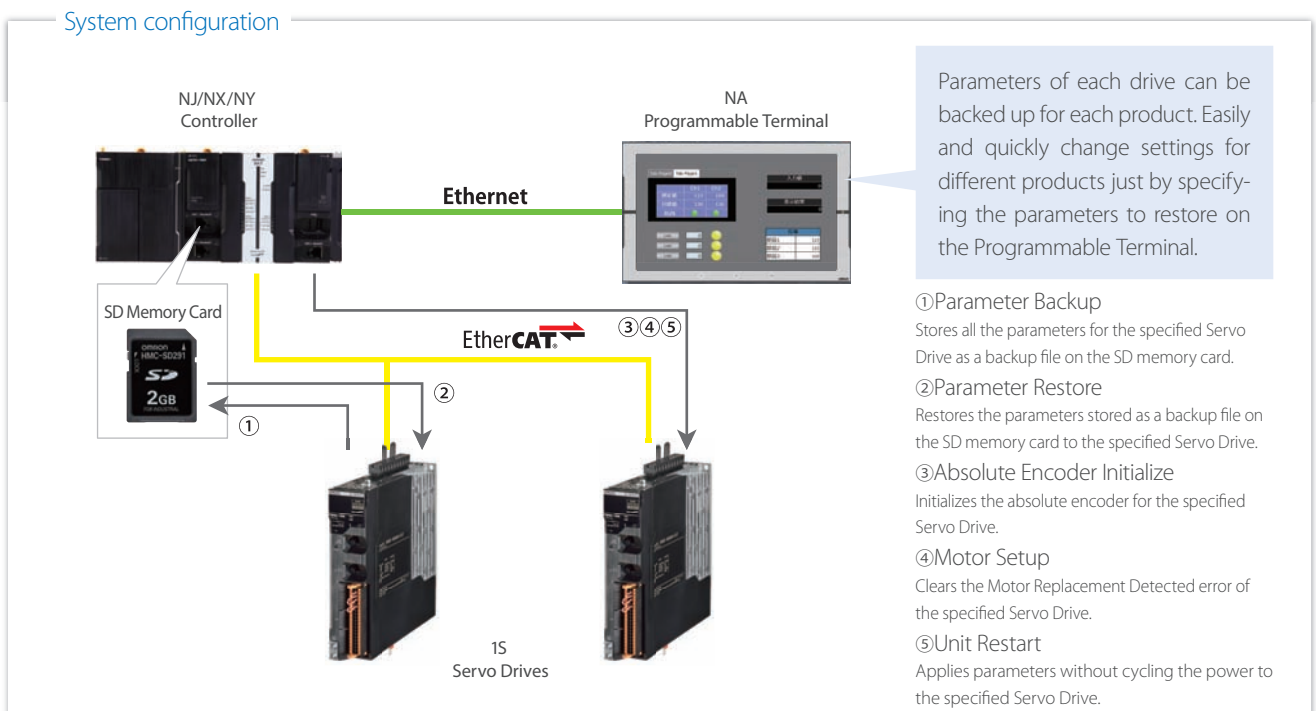 System configuration
NJ/NX/NY
Controller
NA
Programmable Terminal
Ethernet
Parameters of each drive can be
backed up for each product. Easily
and quickly change settings for
different products just by specify-
ing the parameters to restore on
the Programmable Terminal.
SD Memory Card
OMRON
HMC-SD291
SD
2GB
FOR INDUSTRIAL
EtherCAT®
③④⑤
②
①
1S
Servo Drives
①Parameter Backup
Stores all the parameters for the specified Servo
Drive as a backup file on the SD memory card.
②Parameter Restore
Restores the parameters stored as a backup file on
the SD memory card to the specified Servo Drive.
③Absolute Encoder Initialize
Initializes the absolute encoder for the specified
Servo Drive.
④Motor Setup
Clears the Motor Replacement Detected error of
the specified Servo Drive.
⑤Unit Restart
Applies parameters without cycling the power to
the specified Servo Drive.